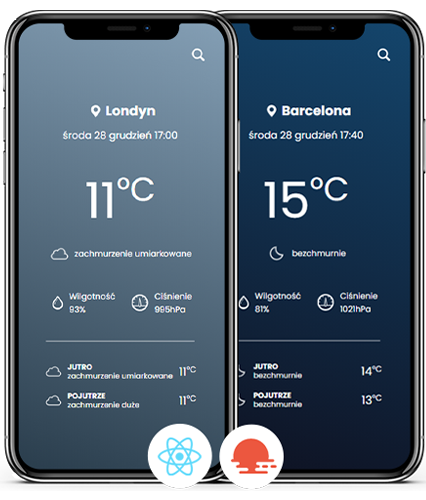 Londyn
środa 28 grudzień 17:00
11°C
zachmurzenie umiarkowane
Wilgotność
93%
Ciśnienie
995hPa
JUTRO
zachmurzenie umiarkowane
11°C
POJUTRZE
zachmurzenie duże
11°C
Barcelona
środa 28 grudzień 17:40
15°C
bezchmurnie
Wilgotność
81%
Ciśnienie
1021hPa
JUTRO
bezchmurnie
14°C
POJUTRZE
bezchmurnie
13°C